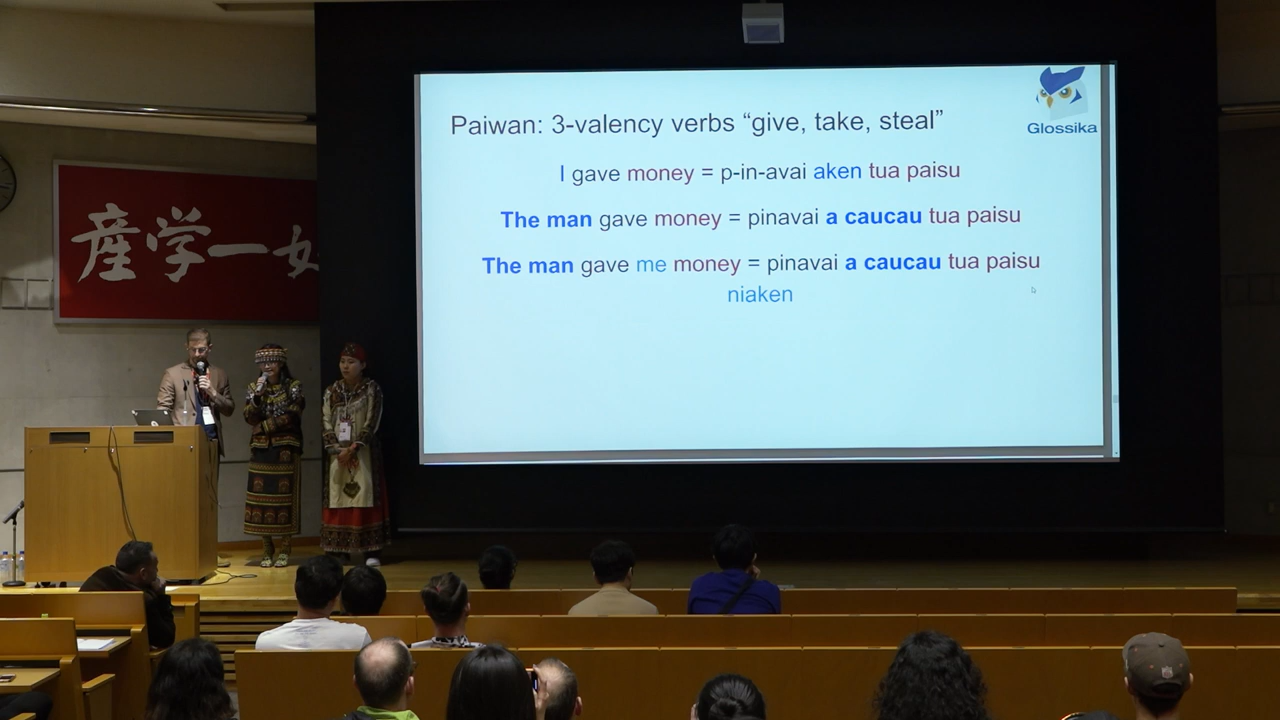 Paiwan: 3-valency verbs “give, take, steal”
Glossika
I gave money = p-in-avai aken tua paisu
The man gave money = pinavai a caucau tua paisu
The man gave me money = pinavai a caucau tua paisu
niaken
産学一如